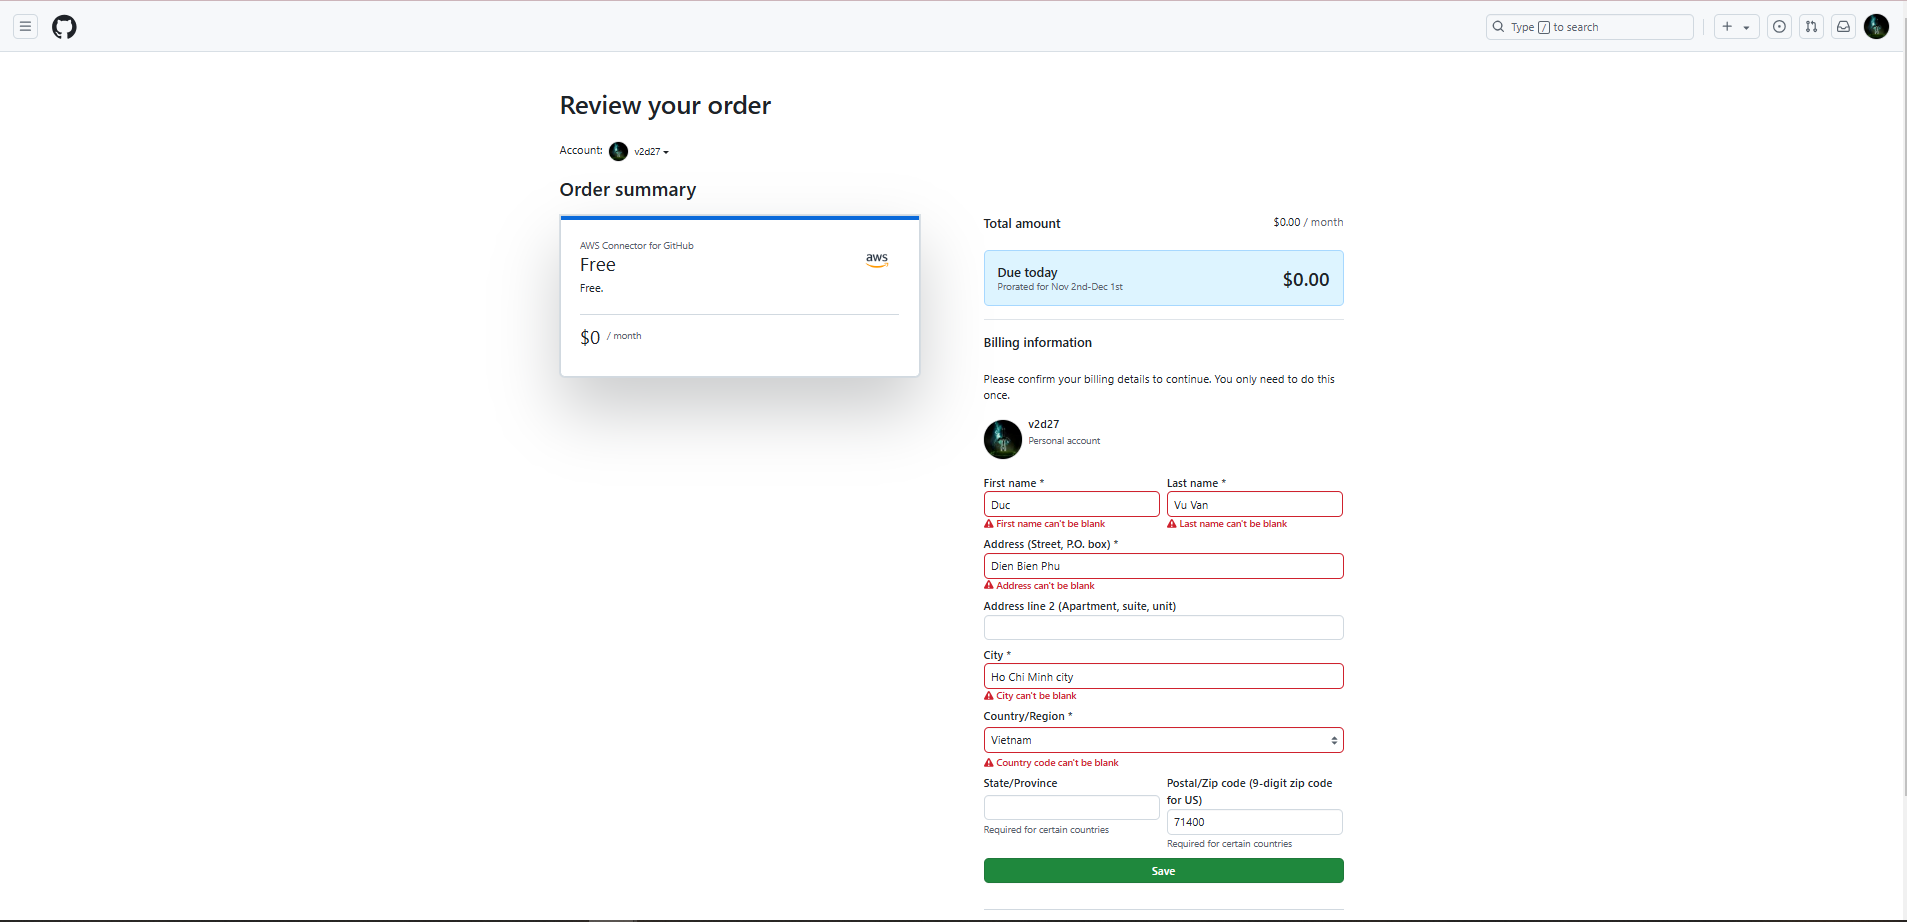 Type / to search
Review your order
Account: v2d27
Order summary
AWS Connector for GitHub
Free
Free.
aws
$0 / month
Total amount $0.00 / month
Due today
Prorated for Nov 2nd-Dec 1st
$0.00
Billing information
Please confirm your billing details to continue. You only need to do this
once.
v2d27
Personal account
First name * Last name *
Duc Vu Van
First name can't be blank Last name can't be blank
Address (Street, P.O. box) *
Dien Bien Phu
Address can't be blank
Address line 2 (Apartment, suite, unit)
City *
Ho Chi Minh city
City can't be blank
Country/Region *
Vietnam
Country code can't be blank
State/Province
Required for certain countries
Postal/Zip code (9-digit zip code
for US)
71400
Required for certain countries
Save